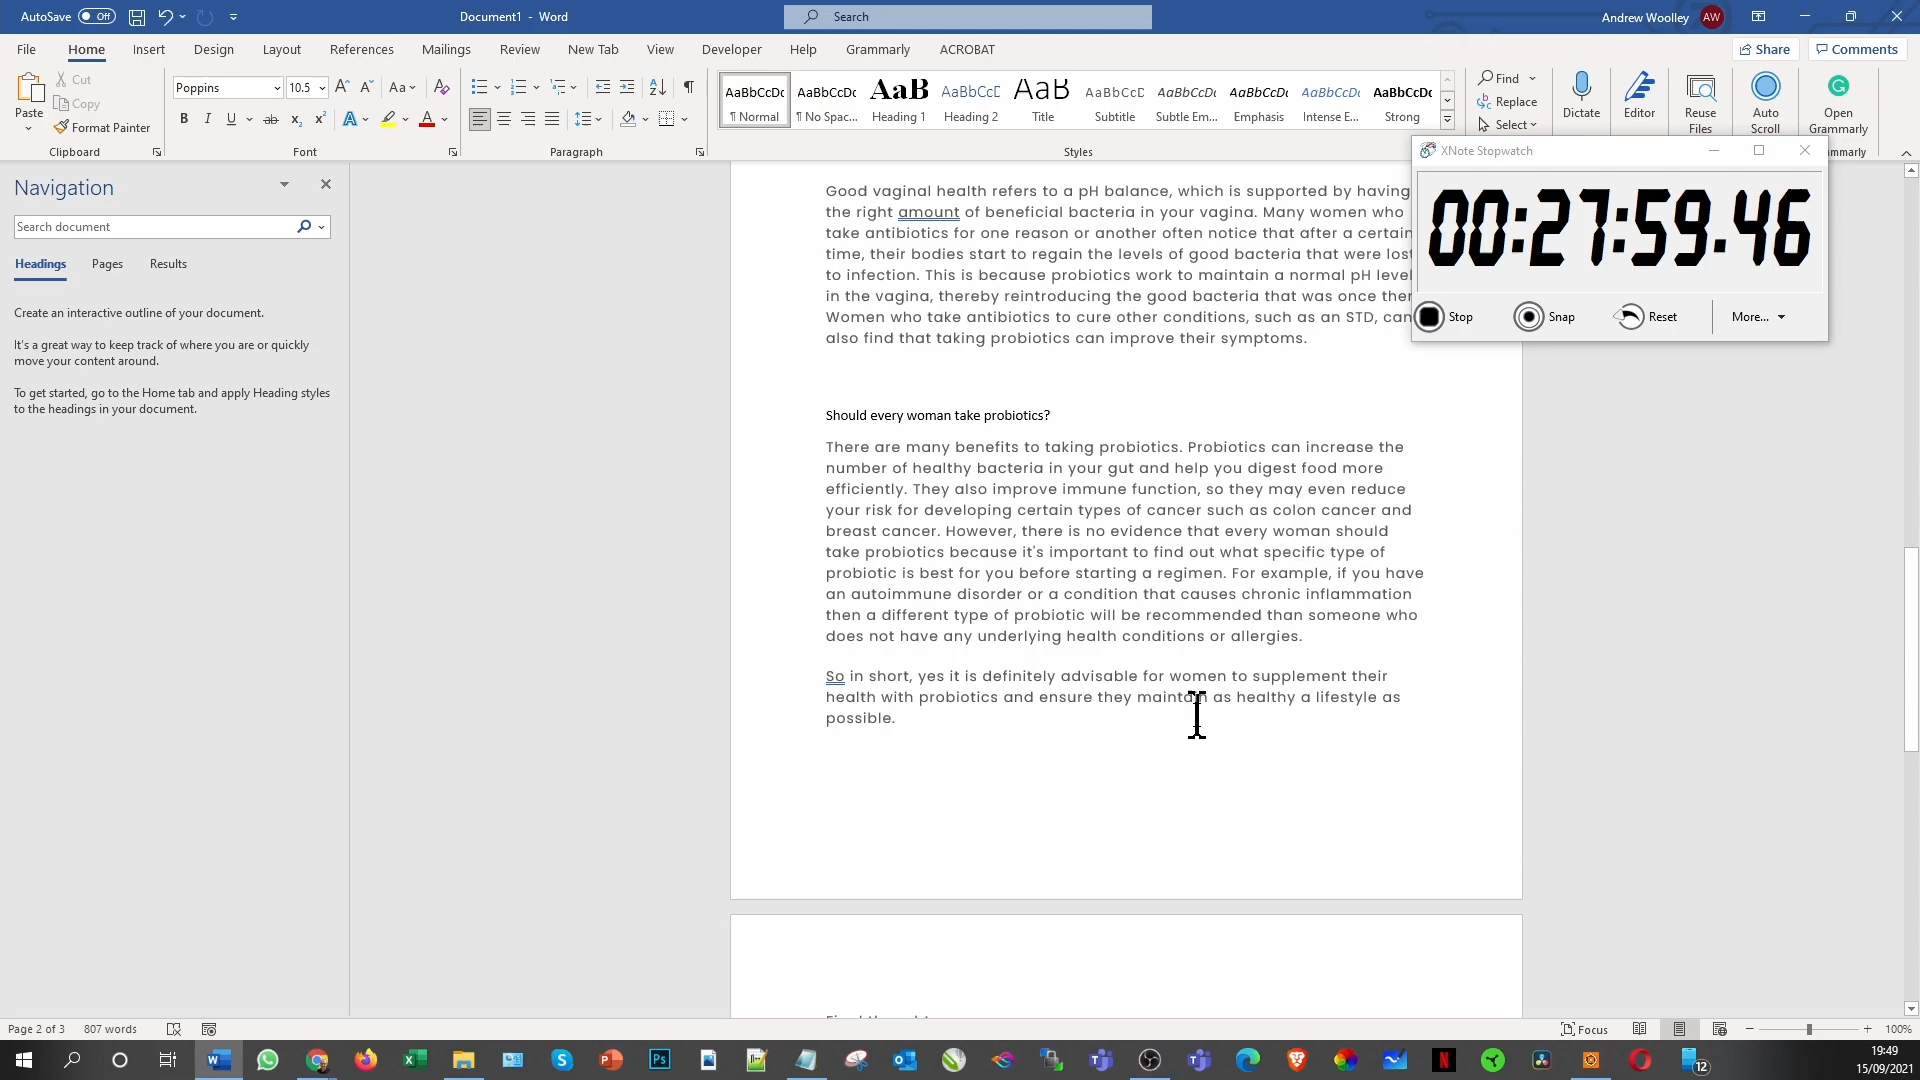 AutoSave Off
Document1 - Word
Search
Andrew Woolley AW
File Home Insert Design Layout References Mailings Review New Tab View Developer Help Grammarly ACROBAT
Share Comments
Paste
Cut
Copy
Format Painter
Clipboard
Poppins 10.5
Font
Paragraph
AaBbCcDc
¶ Normal
AaBbCcDc
¶ No Spac...
AaB
Heading 1
AaBbCcD
Heading 2
AaB
Title
AaBbCcD
Subtitle
AaBbCcDc
Subtle Em...
AaBbCcDc
Emphasis
AaBbCcDc
Intense E...
AaBbCcDc
Strong
Styles
Find
Replace
Select
Dictate
Editor
Reuse
Files
Auto
Scroll
Open
Grammarly
XNote Stopwatch
00:27:59.46
Stop Snap Reset More...
Navigation
Search document
Headings Pages Results
Create an interactive outline of your document.
It's a great way to keep track of where you are or quickly
move your content around.
To get started, go to the Home tab and apply Heading styles
to the headings in your document.
Good vaginal health refers to a pH balance, which is supported by having
the right amount of beneficial bacteria in your vagina. Many women who
take antibiotics for one reason or another often notice that after a certain
time, their bodies start to regain the levels of good bacteria that were lost
to infection. This is because probiotics work to maintain a normal pH level
in the vagina, thereby reintroducing the good bacteria that was once ther
Women who take antibiotics to cure other conditions, such as an STD, can
also find that taking probiotics can improve their symptoms.
Should every woman take probiotics?
There are many benefits to taking probiotics. Probiotics can increase the
number of healthy bacteria in your gut and help you digest food more
efficiently. They also improve immune function, so they may even reduce
your risk for developing certain types of cancer such as colon cancer and
breast cancer. However, there is no evidence that every woman should
take probiotics because it's important to find out what specific type of
probiotic is best for you before starting a regimen. For example, if you have
an autoimmune disorder or a condition that causes chronic inflammation
then a different type of probiotic will be recommended than someone who
does not have any underlying health conditions or allergies.
So in short, yes it is definitely advisable for women to supplement their
health with probiotics and ensure they maintain as healthy a lifestyle as
possible.
Page 2 of 3 807 words
Focus
100%
12
19:49
15/09/2021